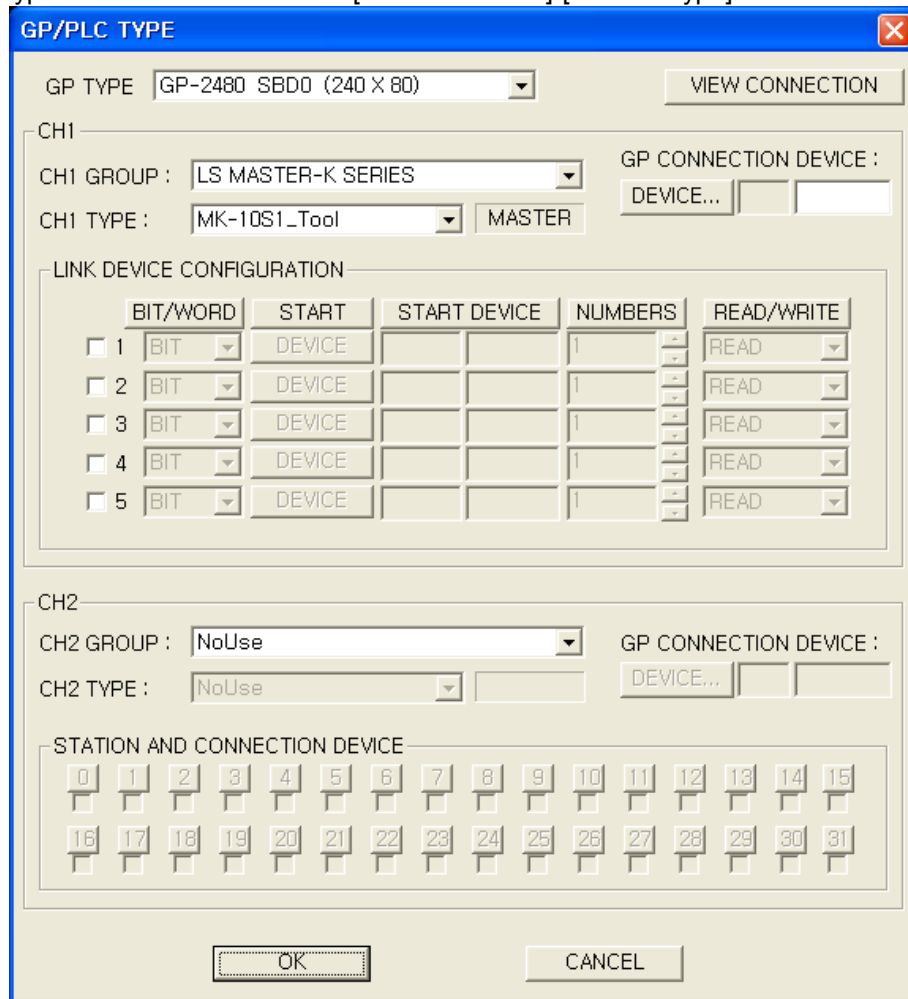 GP/PLC TYPE
GP TYPE GP-2480 SBD0 (240 X 80) VIEW CONNECTION
CH1
CH1 GROUP : LS MASTER-K SERIES GP CONNECTION DEVICE :
DEVICE...
CH1 TYPE : MK-10S1_Tool MASTER
LINK DEVICE CONFIGURATION
BIT/WORD START START DEVICE NUMBERS READ/WRITE
1 BIT DEVICE 1 READ
2 BIT DEVICE 1 READ
3 BIT DEVICE 1 READ
4 BIT DEVICE 1 READ
5 BIT DEVICE 1 READ
CH2
CH2 GROUP : NoUse GP CONNECTION DEVICE :
CH2 TYPE : NoUse DEVICE...
STATION AND CONNECTION DEVICE
0 1 2 3 4 5 6 7 8 9 10 11 12 13 14 15
16 17 18 19 20 21 22 23 24 25 26 27 28 29 30 31
OK CANCEL